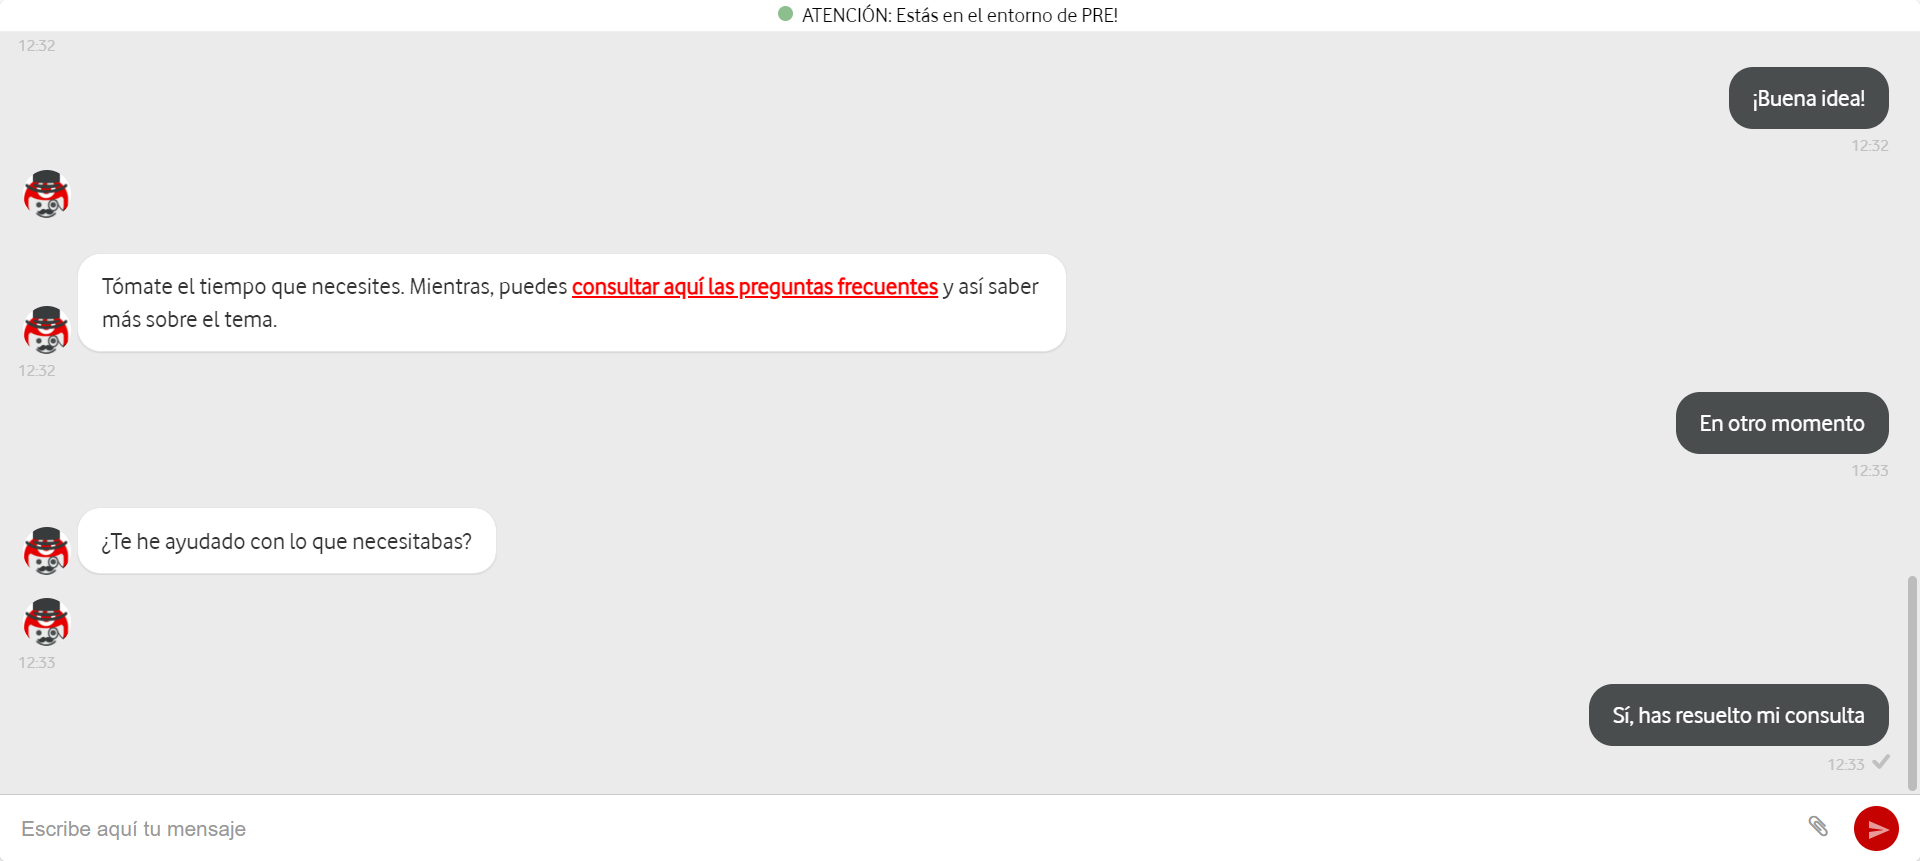 ATENCIÓN: Estás en el entorno de PRE!
12:32
¡Buena idea!
12:32
Tómate el tiempo que necesites. Mientras, puedes consultar aquí las preguntas frecuentes y así saber
más sobre el tema.
12:32
En otro momento
12:33
¿Te he ayudado con lo que necesitabas?
12:33
Sí, has resuelto mi consulta
12:33
Escribe aquí tu mensaje